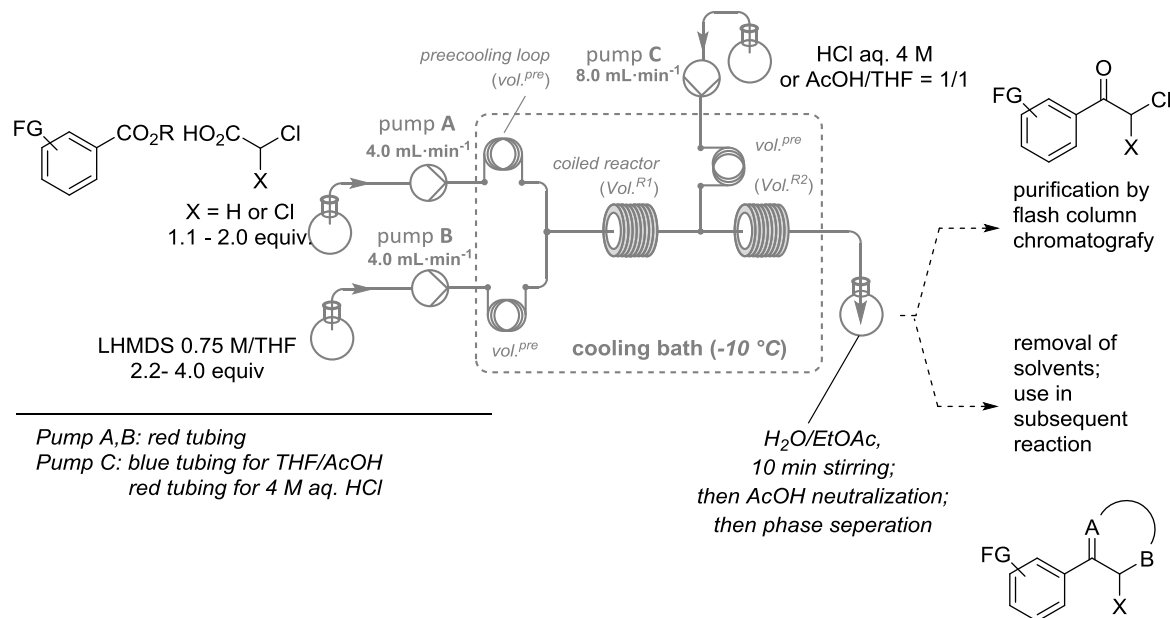 preecooling loop
(vol.pre)
pump C
8.0 mL·min-1
HCl aq. 4 M
or AcOH/THF = 1/1
FG
CO2R
HO2C
Cl
X
X = H or Cl
1.1 - 2.0 equiv.
pump A
4.0 mL·min-1
coiled reactor
(Vol.R1)
vol.pre
(Vol.R2)
O
FG
Cl
X
purification by
flash column
chromatografy
pump B
4.0 mL·min-1
LHMDS 0.75 M/THF
2.2- 4.0 equiv
vol.pre
cooling bath (-10 °C)
removal of
solvents;
use in
subsequent
reaction
Pump A,B: red tubing
Pump C: blue tubing for THF/AcOH
red tubing for 4 M aq. HCl
H2O/EtOAc,
10 min stirring;
then AcOH neutralization;
then phase seperation
A
FG
B
X